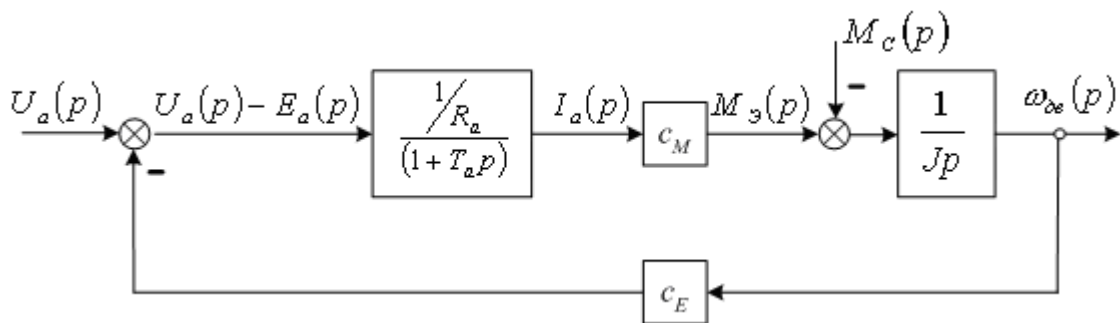 M_C(p)
U_a(p)
U_a(p) − E_a(p)
1/R_a
(1 + T_a p)
I_a(p)
c_M
M_Э(p)
1
Jp
ω_дв(p)
c_E